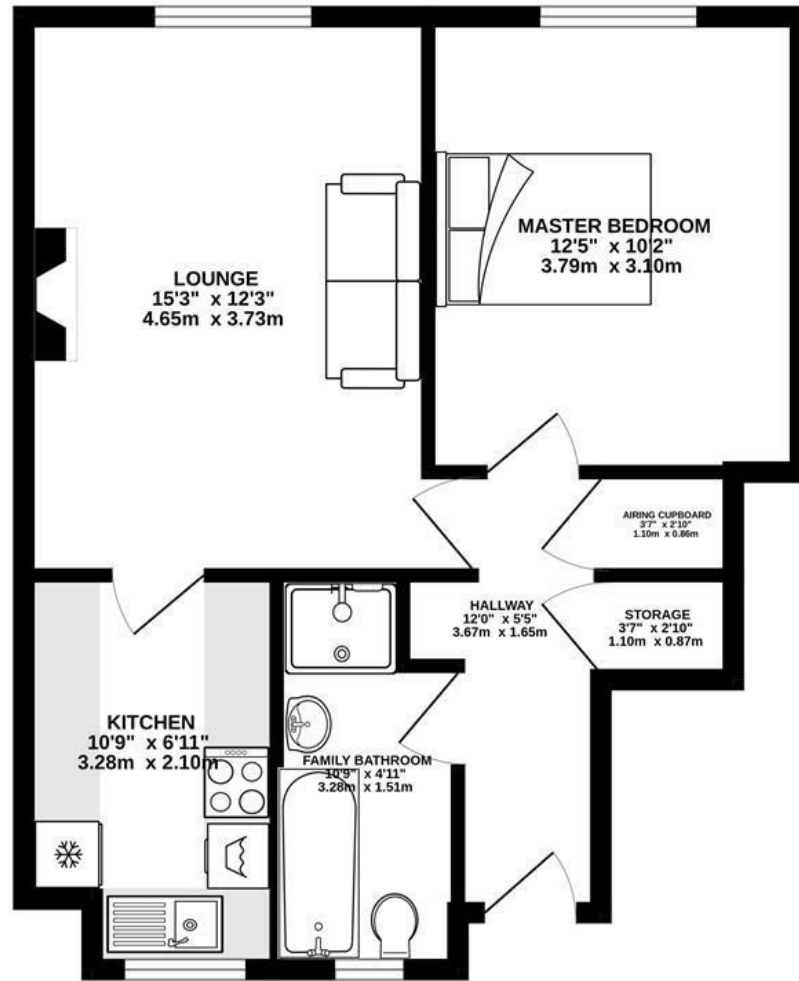 MASTER BEDROOM
12'5" x 10'2"
3.79m x 3.10m
LOUNGE
15'3" x 12'3"
4.65m x 3.73m
AIRING CUPBOARD
3'7" x 2'10"
1.10m x 0.86m
HALLWAY
12'0" x 5'5"
3.67m x 1.65m
STORAGE
3'7" x 2'10"
1.10m x 0.87m
KITCHEN
10'9" x 6'11"
3.28m x 2.10m
FAMILY BATHROOM
10'9" x 4'11"
3.28m x 1.51m